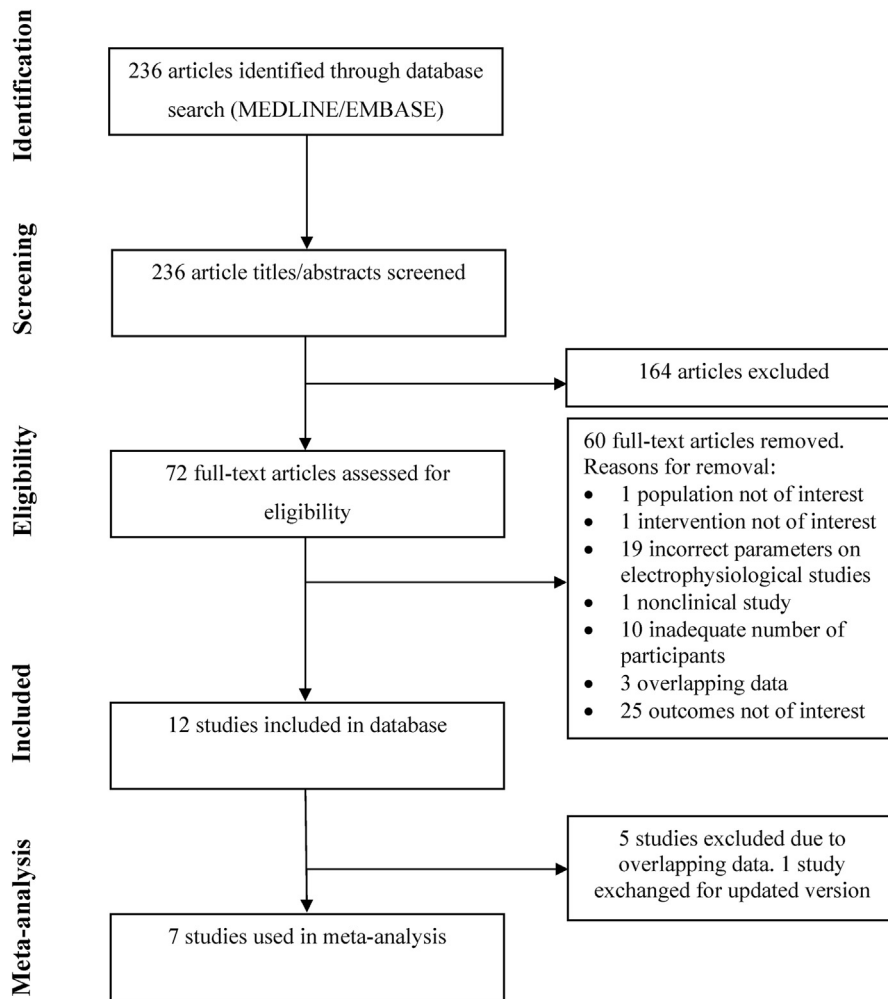 Identification
236 articles identified through database
search (MEDLINE/EMBASE)
Screening
236 article titles/abstracts screened
164 articles excluded
Eligibility
72 full-text articles assessed for
eligibility
60 full-text articles removed.
Reasons for removal:
• 1 population not of interest
• 1 intervention not of interest
• 19 incorrect parameters on
electrophysiological studies
• 1 nonclinical study
• 10 inadequate number of
participants
• 3 overlapping data
• 25 outcomes not of interest
Included
12 studies included in database
5 studies excluded due to
overlapping data. 1 study
exchanged for updated version
Meta-analysis
7 studies used in meta-analysis